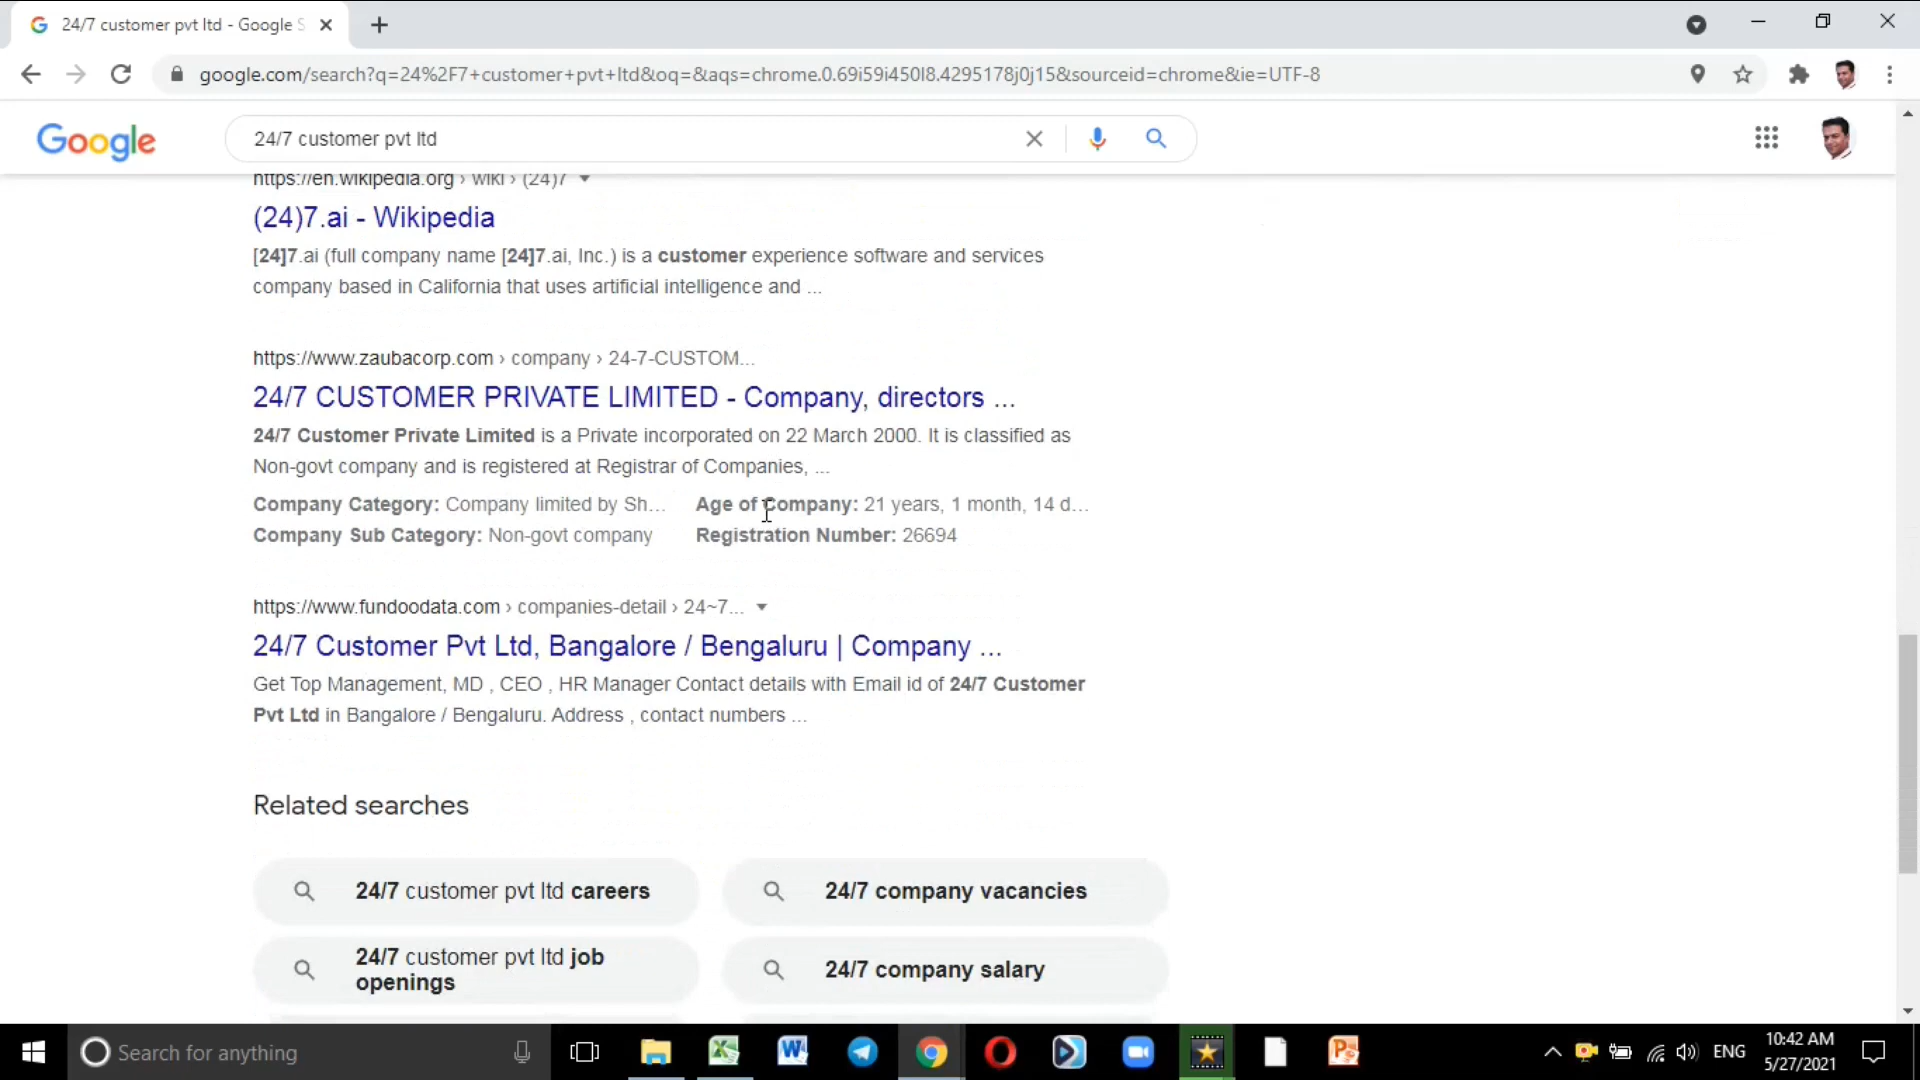 24/7 customer pvt ltd - Google S
google.com/search?q=24%2F7+customer+pvt+ltd&oq=&aqs=chrome.0.69i59i450l8.4295178j0j15&sourceid=chrome&ie=UTF-8
Google
24/7 customer pvt ltd
https://en.wikipedia.org › wiki › (24)7
(24)7.ai - Wikipedia
[24]7.ai (full company name [24]7.ai, Inc.) is a customer experience software and services
company based in California that uses artificial intelligence and ...
https://www.zaubacorp.com › company › 24-7-CUSTOM...
24/7 CUSTOMER PRIVATE LIMITED - Company, directors ...
24/7 Customer Private Limited is a Private incorporated on 22 March 2000. It is classified as
Non-govt company and is registered at Registrar of Companies, ...
Company Category: Company limited by Sh... Age of Company: 21 years, 1 month, 14 d...
Company Sub Category: Non-govt company Registration Number: 26694
https://www.fundoodata.com › companies-detail › 24~7...
24/7 Customer Pvt Ltd, Bangalore / Bengaluru | Company ...
Get Top Management, MD , CEO , HR Manager Contact details with Email id of 24/7 Customer
Pvt Ltd in Bangalore / Bengaluru. Address , contact numbers ...
Related searches
24/7 customer pvt ltd careers
24/7 company vacancies
24/7 customer pvt ltd job
openings
24/7 company salary
Search for anything
ENG
10:42 AM
5/27/2021